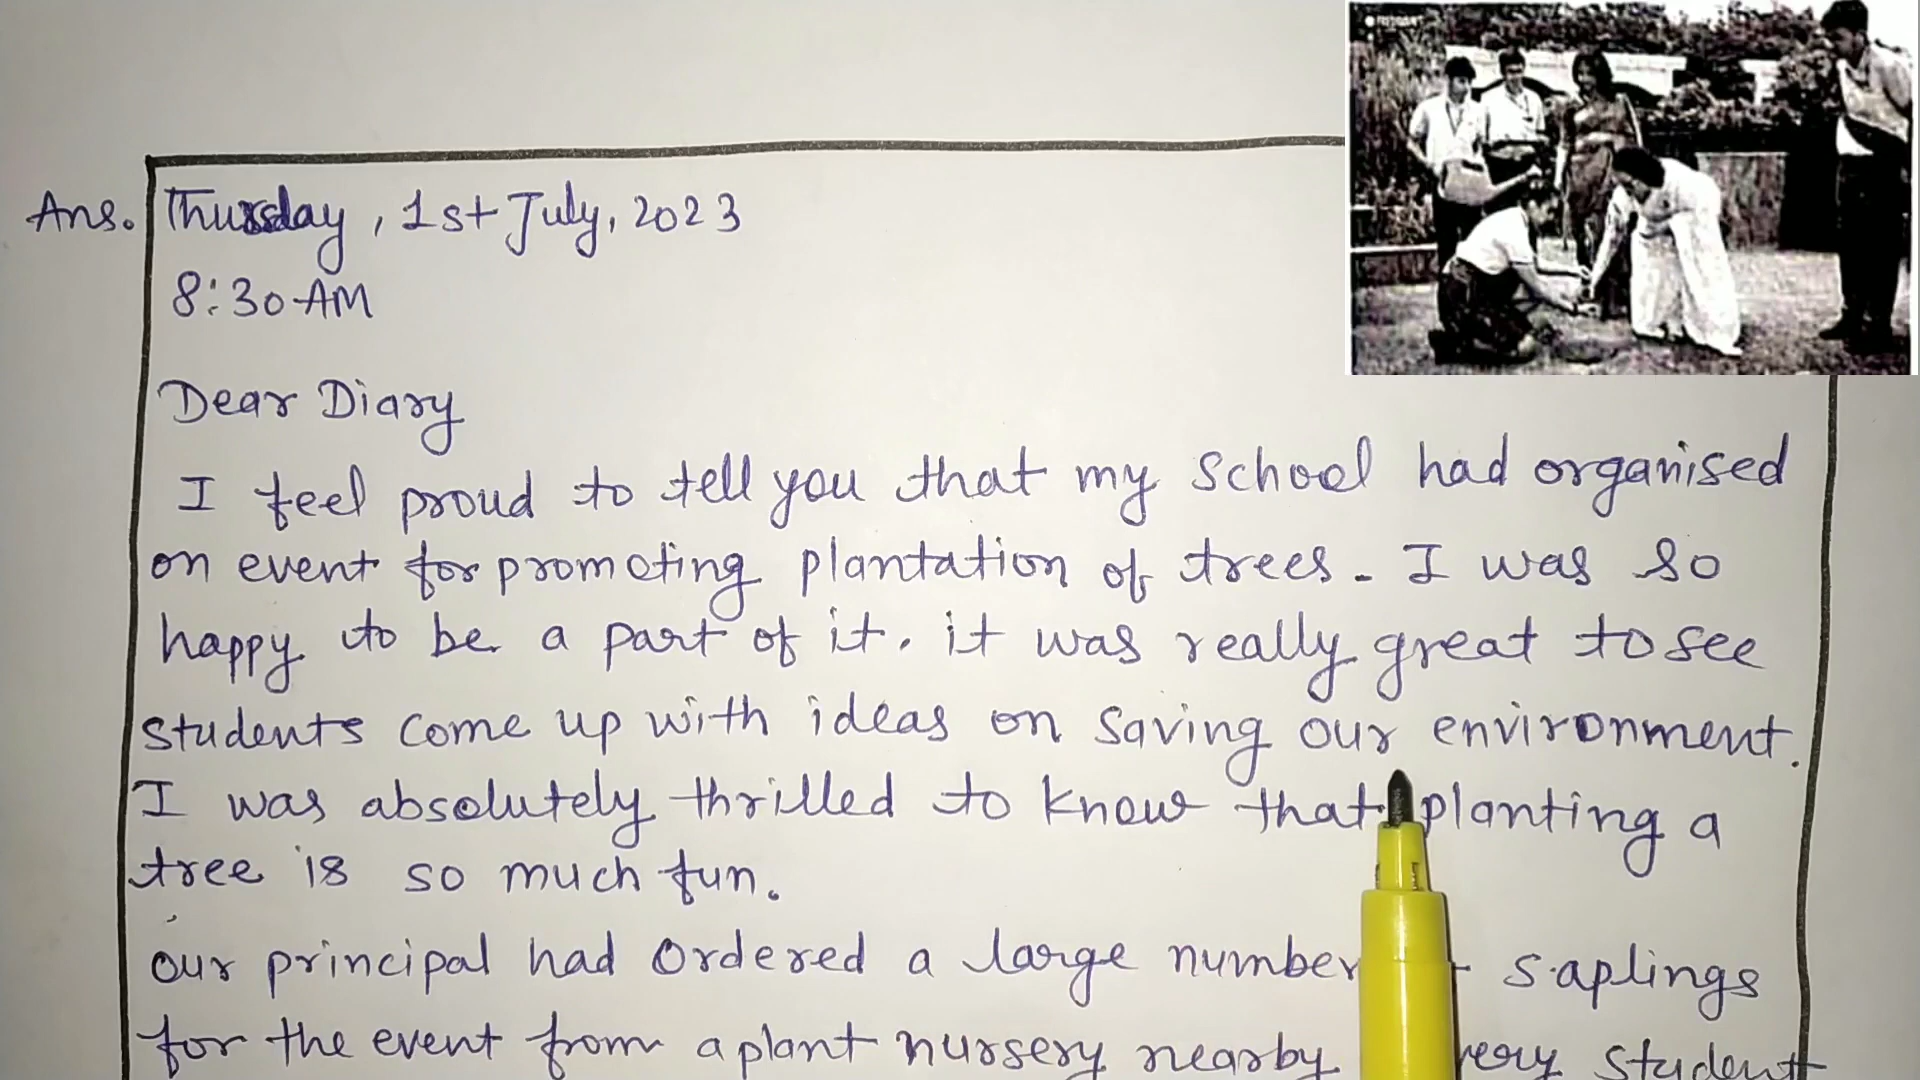 Ans. Thursday, 1st July, 2023
8:30 AM
Dear Diary
I feel proud to tell you that my school had organised
on event for promoting plantation of trees. I was so
happy to be a part of it. it was really great to see
students come up with ideas on saving our environment.
I was absolutely thrilled to know that planting a
tree is so much fun.
our principal had ordered a large number saplings
for the event from a plant nursery nearby student